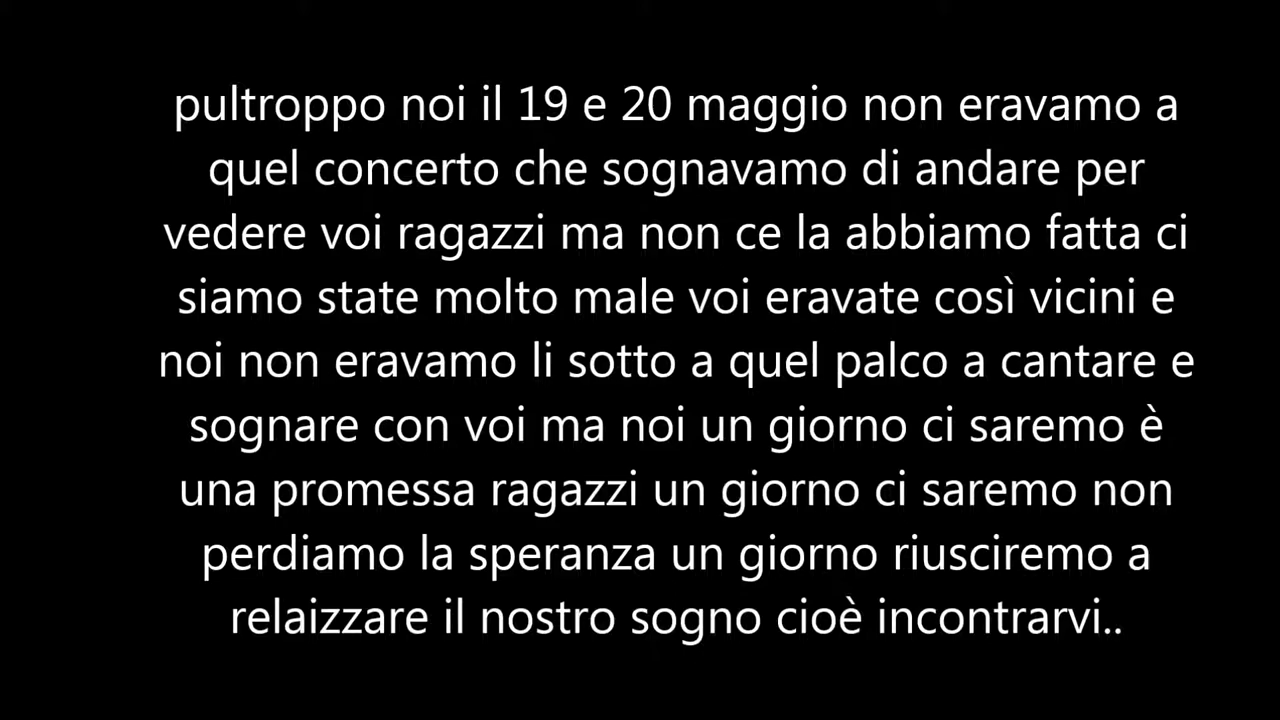 pultroppo noi il 19 e 20 maggio non eravamo a
quel concerto che sognavamo di andare per
vedere voi ragazzi ma non ce la abbiamo fatta ci
siamo state molto male voi eravate così vicini e
noi non eravamo li sotto a quel palco a cantare e
sognare con voi ma noi un giorno ci saremo è
una promessa ragazzi un giorno ci saremo non
perdiamo la speranza un giorno riusciremo a
relaizzare il nostro sogno cioè incontrarvi..